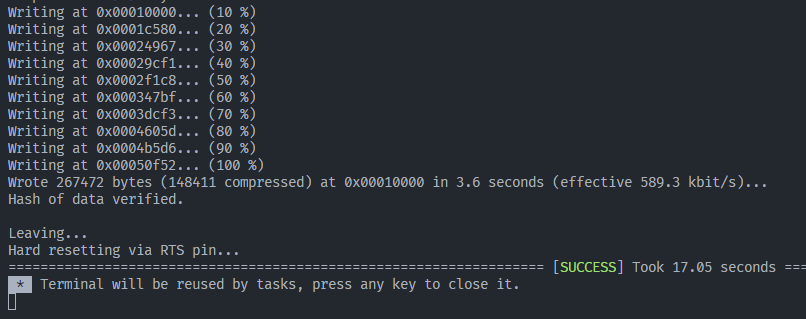 Writing at 0x00010000... (10 %)
Writing at 0x0001c580... (20 %)
Writing at 0x00024967... (30 %)
Writing at 0x00029cf1... (40 %)
Writing at 0x0002f1c8... (50 %)
Writing at 0x000347bf... (60 %)
Writing at 0x0003dcf3... (70 %)
Writing at 0x0004605d... (80 %)
Writing at 0x0004b5d6... (90 %)
Writing at 0x00050f52... (100 %)
Wrote 267472 bytes (148411 compressed) at 0x00010000 in 3.6 seconds (effective 589.3 kbit/s)...
Hash of data verified.
Leaving...
Hard resetting via RTS pin...
=================================================================== [SUCCESS] Took 17.05 seconds ===
* Terminal will be reused by tasks, press any key to close it.